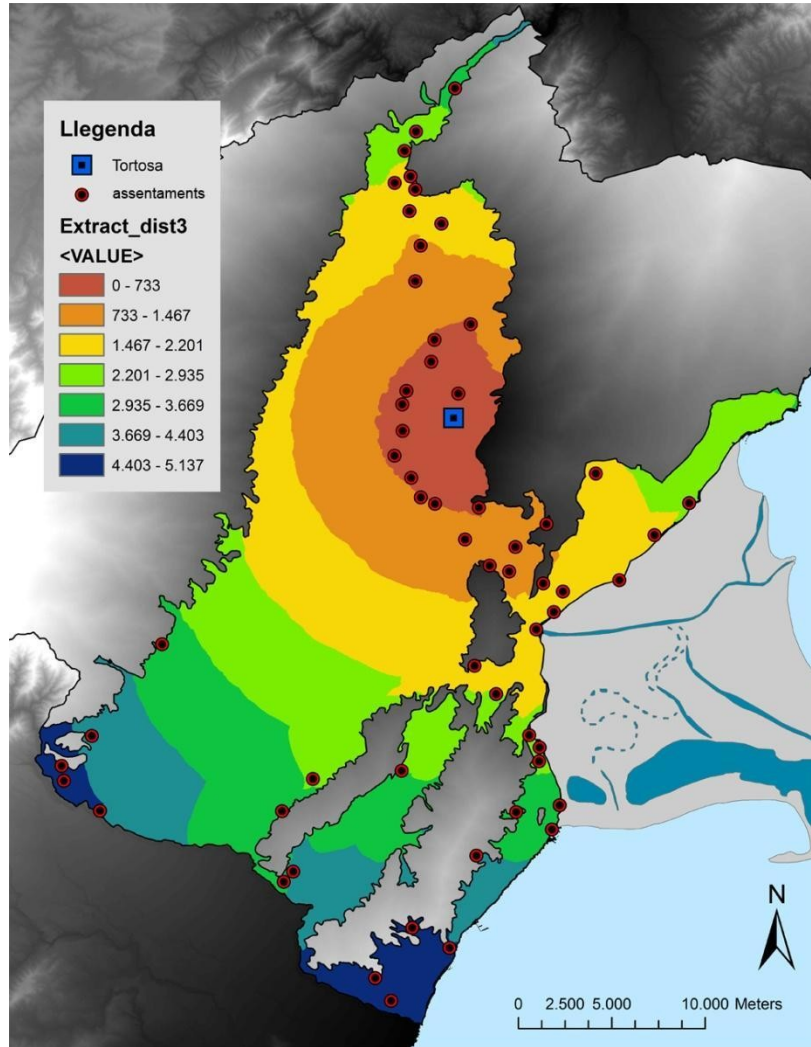 Llegenda
Tortosa
assentaments
Extract_dist3
<VALUE>
0 - 733
733 - 1.467
1.467 - 2.201
2.201 - 2.935
2.935 - 3.669
3.669 - 4.403
4.403 - 5.137
N
0 2.500 5.000 10.000 Meters